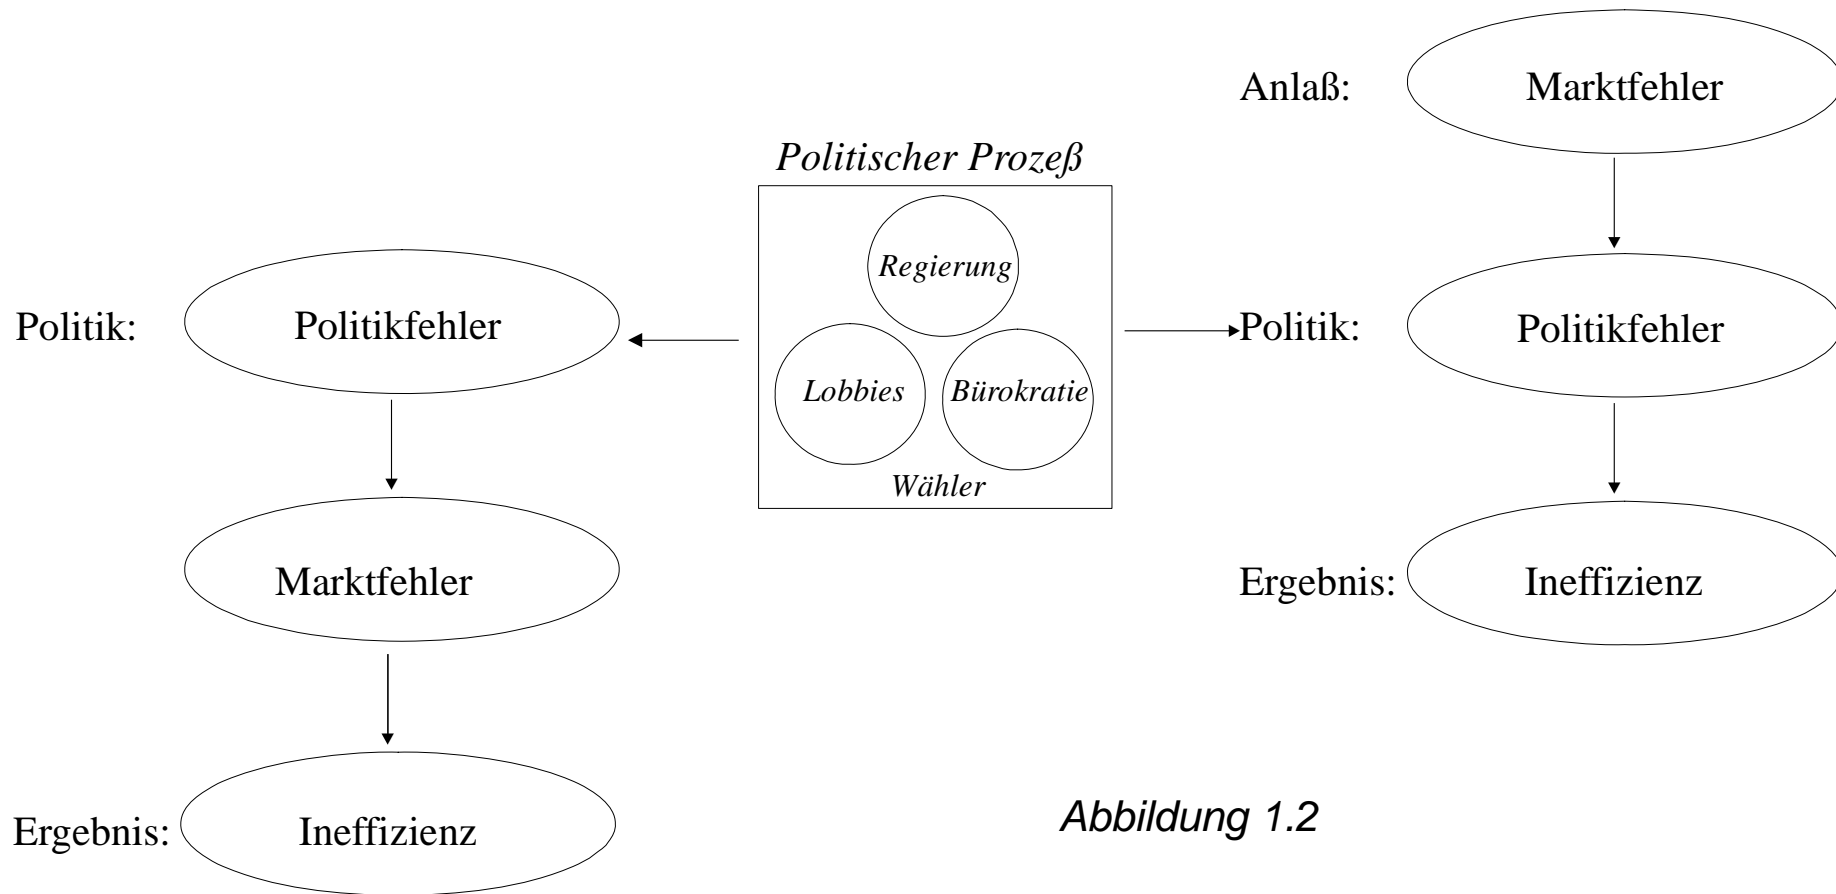 Politik:
Politikfehler
Marktfehler
Ergebnis:
Ineffizienz
Politischer Prozeß
Regierung
Lobbies
Bürokratie
Wähler
Anlaß:
Marktfehler
Politik:
Politikfehler
Ergebnis:
Ineffizienz
Abbildung 1.2